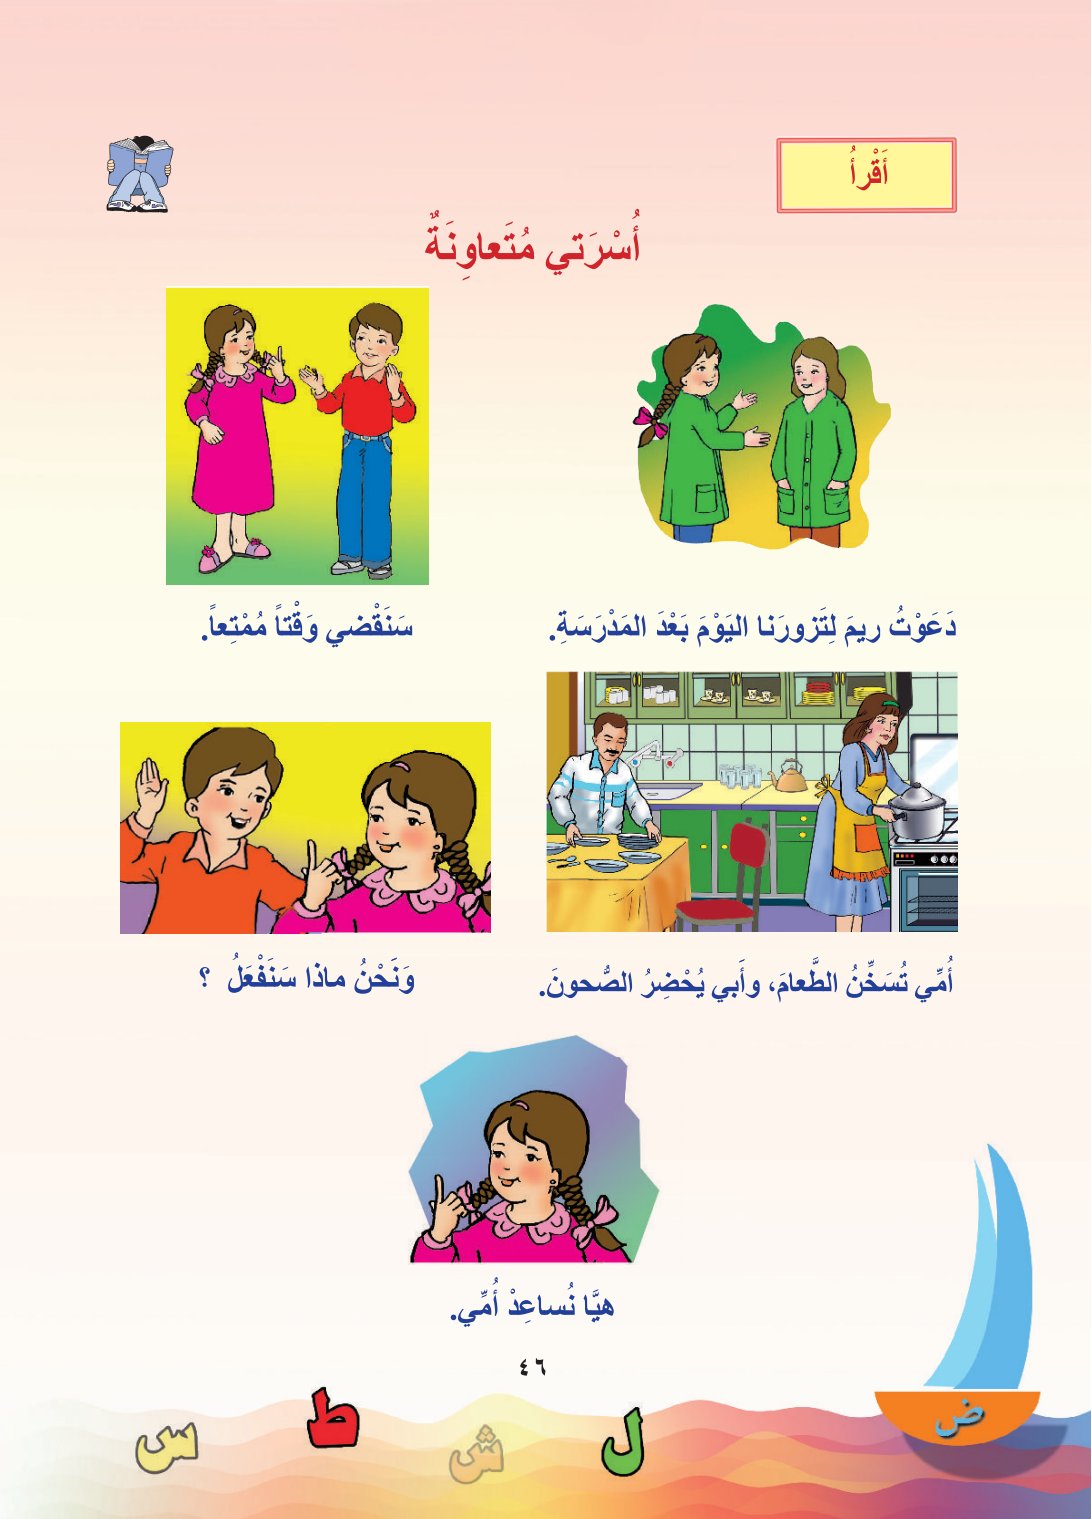 أَقْرأُ
أُسْرَتي مُتَعاوِنَةٌ
دَعَوْتُ ريمَ لِتَزورَنا اليَوْمَ بَعْدَ المَدْرَسَةِ.
سَنَقْضي وَقْتاً مُمْتِعاً.
أُمِّي تُسَخِّنُ الطَّعامَ، وأَبي يُحْضِرُ الصُّحونَ.
وَنَحْنُ ماذا سَنَفْعَلُ ؟
هيَّا نُساعِدْ أُمِّي.
٤٦
ض
ل
ش
ط
س